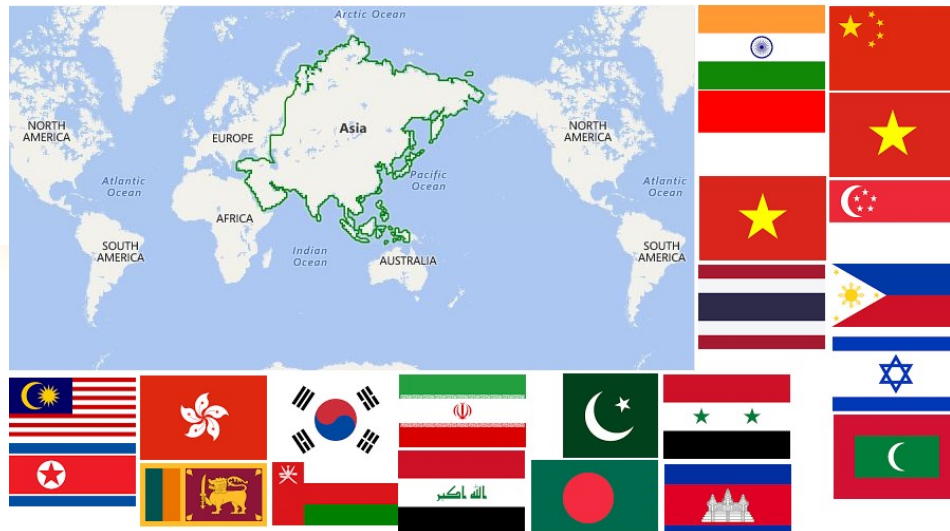 Arctic Ocean
NORTH
AMERICA
EUROPE
Asia
NORTH
AMERICA
Atlantic
Ocean
Pacific
Ocean
Atlantic
Ocean
AFRICA
SOUTH
AMERICA
Indian
Ocean
AUSTRALIA
SOUTH
AMERICA
الله اكبر